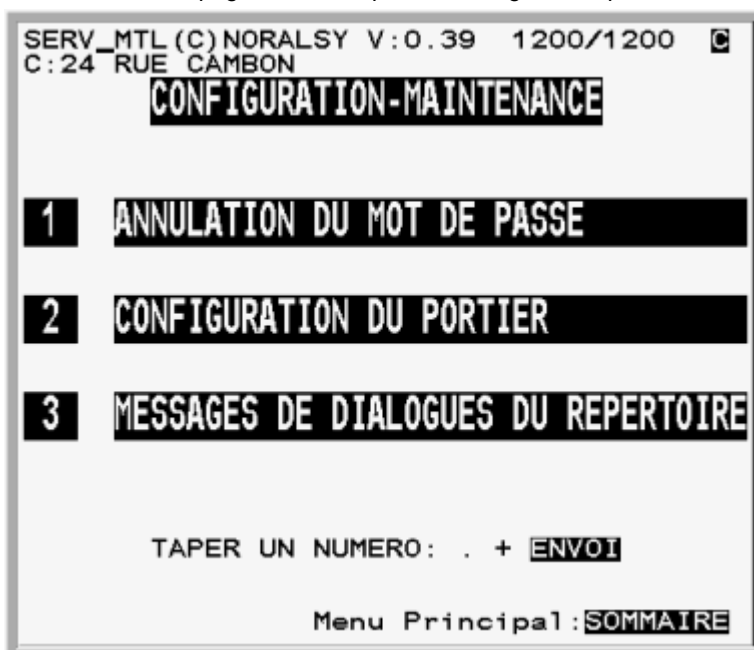 SERV_MTL(C)NORALSY V:0.39 1200/1200 C
C:24 RUE CAMBON
CONFIGURATION-MAINTENANCE
1 ANNULATION DU MOT DE PASSE
2 CONFIGURATION DU PORTIER
3 MESSAGES DE DIALOGUES DU REPERTOIRE
TAPER UN NUMERO: . + ENVOI
Menu Principal:SOMMAIRE